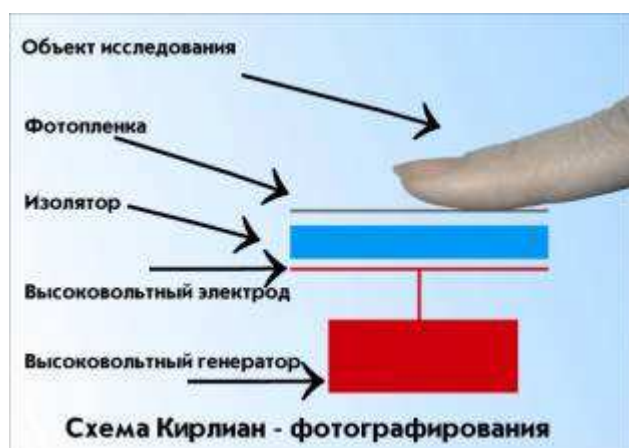 Объект исследования
Фотопленка
Изолятор
Высоковольтный электрод
Высоковольтный генератор
Схема Кирлиан - фотографирования